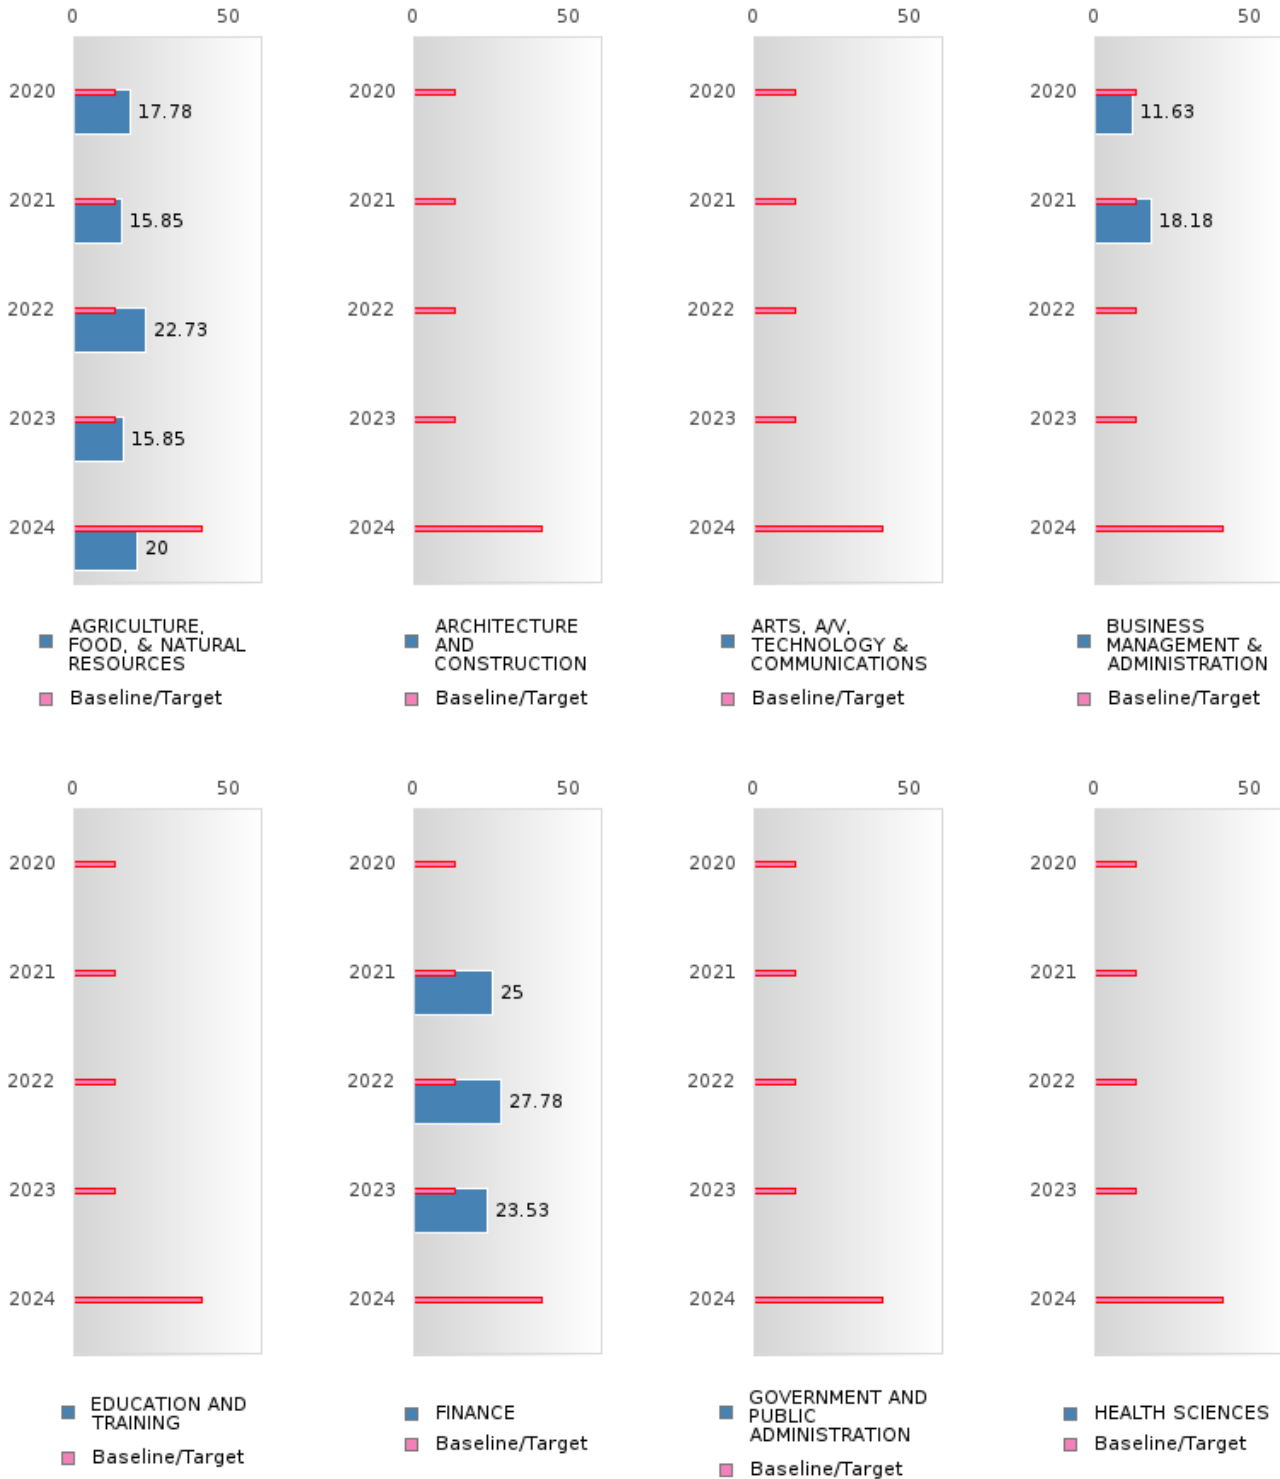 0 50
2020 17.78
2021 15.85
2022 22.73
2023 15.85
2024 20
AGRICULTURE,
FOOD, & NATURAL
RESOURCES
Baseline/Target
0 50
2020
2021
2022
2023
2024
ARCHITECTURE
AND
CONSTRUCTION
Baseline/Target
0 50
2020
2021
2022
2023
2024
ARTS, A/V,
TECHNOLOGY &
COMMUNICATIONS
Baseline/Target
0 50
2020 11.63
2021 18.18
2022
2023
2024
BUSINESS
MANAGEMENT &
ADMINISTRATION
Baseline/Target
0 50
2020
2021
2022
2023
2024
EDUCATION AND
TRAINING
Baseline/Target
0 50
2020
2021 25
2022 27.78
2023 23.53
2024
FINANCE
Baseline/Target
0 50
2020
2021
2022
2023
2024
GOVERNMENT AND
PUBLIC
ADMINISTRATION
Baseline/Target
0 50
2020
2021
2022
2023
2024
HEALTH SCIENCES
Baseline/Target